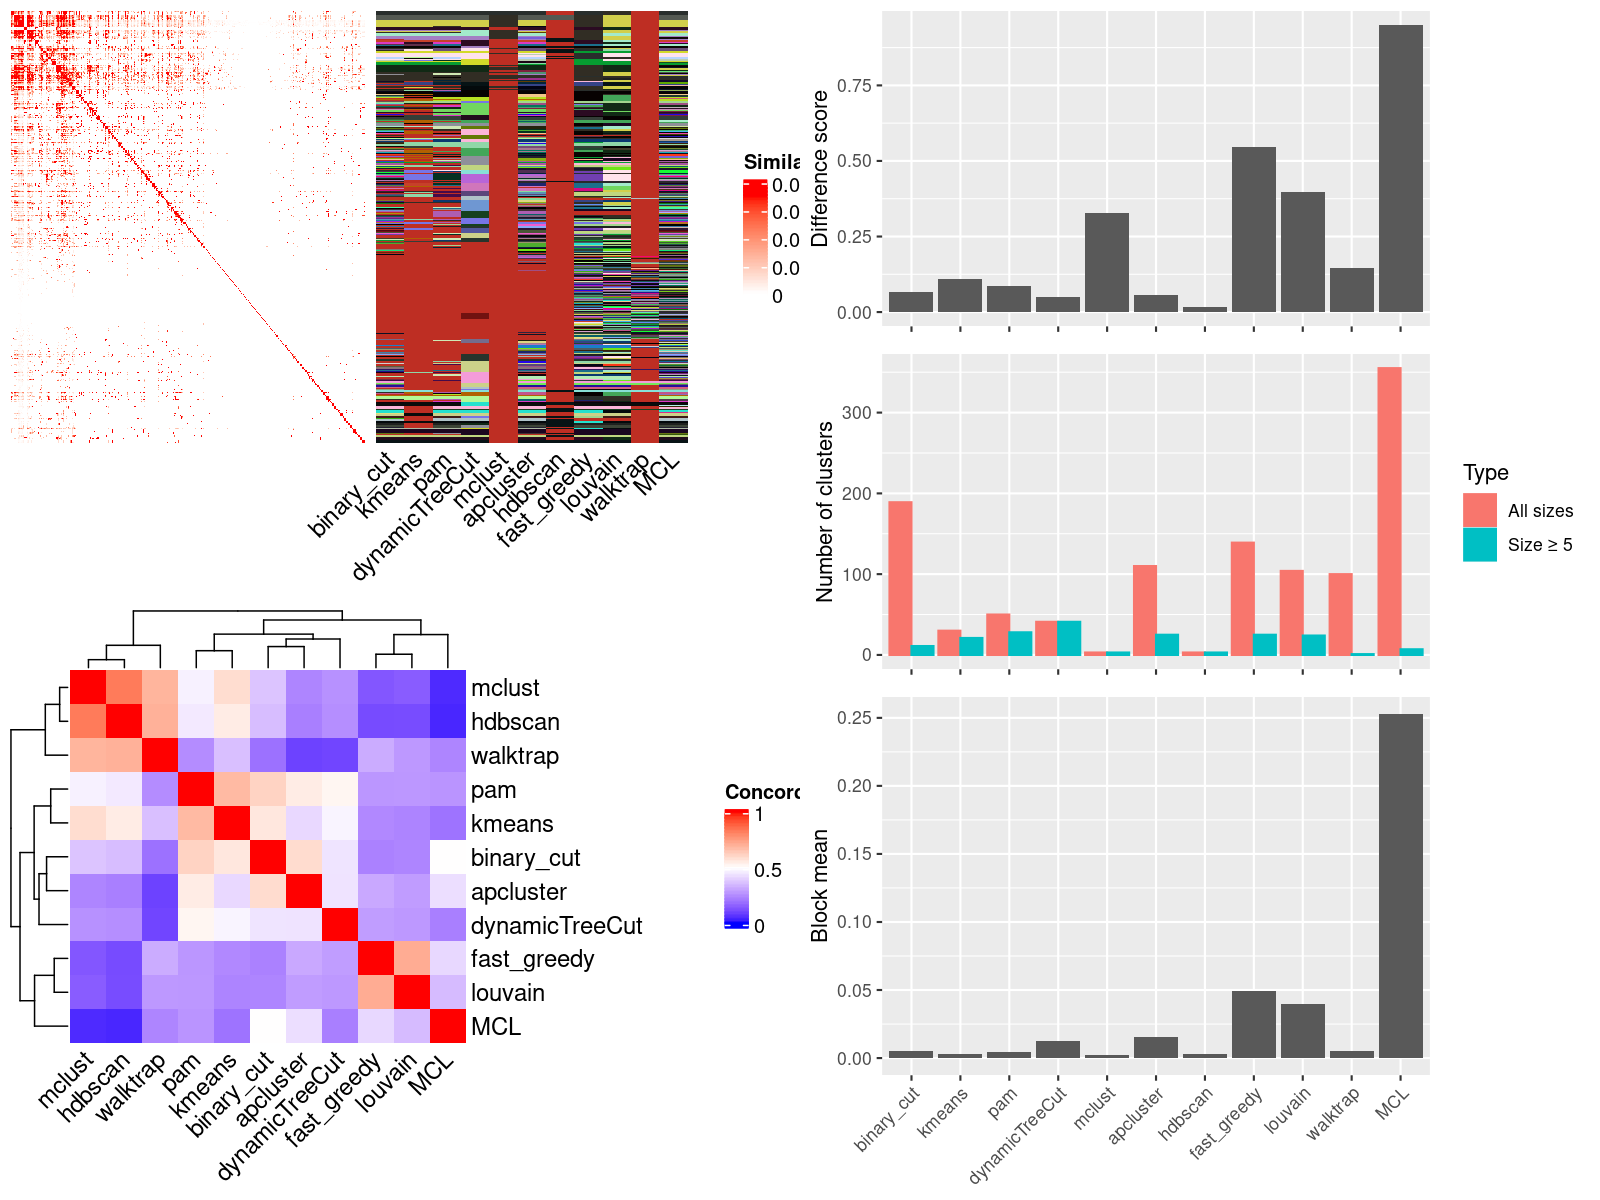 Simila
0.0
0.0
0.0
0.0
0
binary_cut
kmeans
pam
dynamicTreeCut
mclust
apcluster
hdbscan
fast_greedy
louvain
walktrap
MCL
mclust
hdbscan
walktrap
pam
kmeans
binary_cut
apcluster
dynamicTreeCut
fast_greedy
louvain
MCL
mclust
hdbscan
walktrap
pam
kmeans
binary_cut
apcluster
dynamicTreeCut
fast_greedy
louvain
MCL
Concord
1
0.5
0
Difference score
0.75
0.50
0.25
0.00
Number of clusters
300
200
100
0
Type
All sizes
Size ≥ 5
Block mean
0.25
0.20
0.15
0.10
0.05
0.00
binary_cut
kmeans
pam
dynamicTreeCut
mclust
apcluster
hdbscan
fast_greedy
louvain
walktrap
MCL